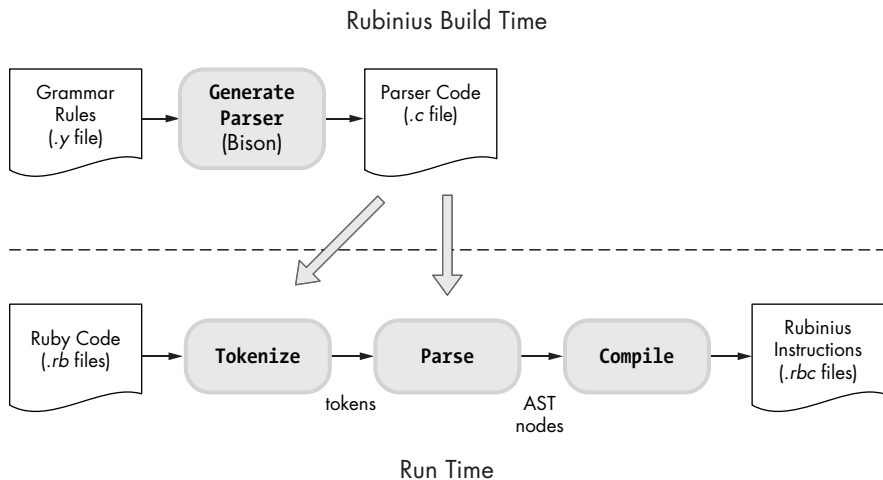 Rubinius Build Time
Grammar
Rules
(.y file)
Generate
Parser
(Bison)
Parser Code
(.c file)
Ruby Code
(.rb files)
Tokenize
tokens
Parse
AST
nodes
Compile
Rubinius
Instructions
(.rbc files)
Run Time